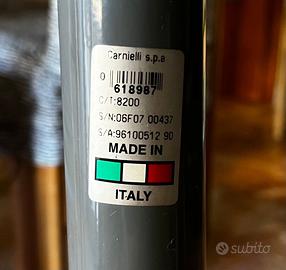 Carnielli s.p.a
0
618987
C/T:8200
S/N:06F07 00437
S/A:96100512 90
MADE IN
ITALY
subito